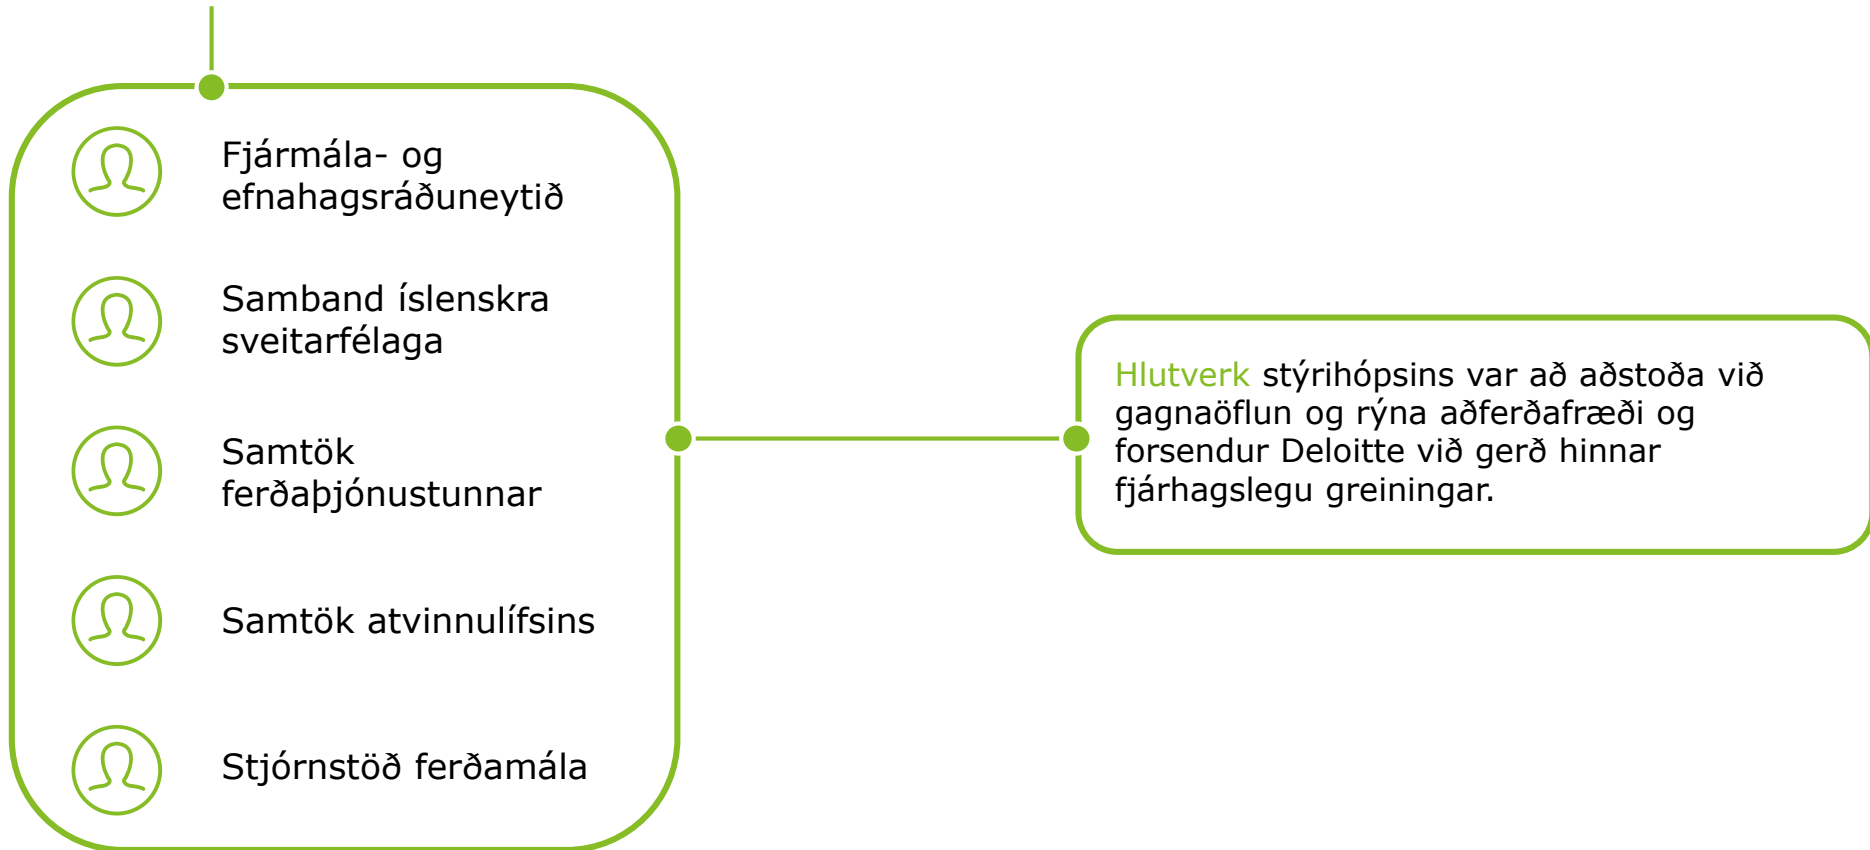 Fjármála- og
efnahagsráðuneytið
Samband íslenskra
sveitarfélaga
Samtök
ferðaþjónustunnar
Samtök atvinnulífsins
Stjórnstöð ferðamála
Hlutverk stýrihópsins var að aðstoða við
gagnaöflun og rýna aðferðafræði og
forsendur Deloitte við gerð hinnar
fjárhagslegu greiningar.